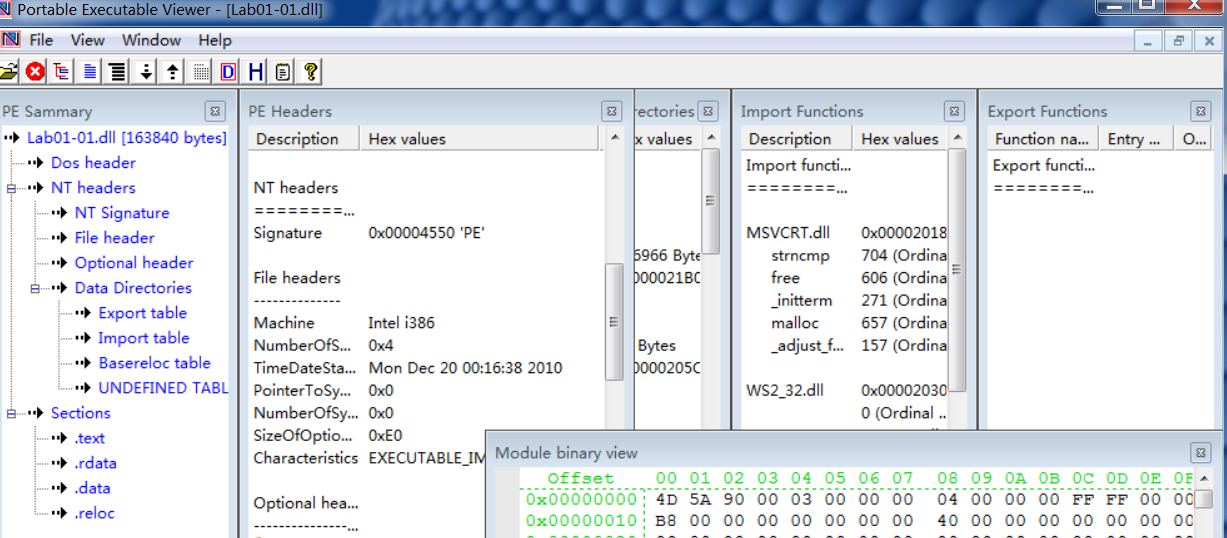 Portable Executable Viewer - [Lab01-01.dll]
File View Window Help
PE Summary
Lab01-01.dll [163840 bytes]
Dos header
NT headers
NT Signature
File header
Optional header
Data Directories
Export table
Import table
Basereloc table
UNDEFINED TABL
Sections
.text
.rdata
.data
.reloc
PE Headers
Description Hex values
NT headers
========...
Signature 0x00004550 'PE'
File headers
--------------
Machine Intel i386
NumberOfS... 0x4
TimeDateSta... Mon Dec 20 00:16:38 2010
PointerToSy... 0x0
NumberOfSy... 0x0
SizeOfOptio... 0xE0
Characteristics EXECUTABLE_IM
Optional hea...
--------------...
rectories
x values
6966 Byte
000021B0
Bytes
0000205C
Import Functions
Description Hex values
Import functi...
========...
MSVCRT.dll 0x00002018
strncmp 704 (Ordina
free 606 (Ordina
_initterm 271 (Ordina
malloc 657 (Ordina
_adjust_f... 157 (Ordina
WS2_32.dll 0x00002030
0 (Ordinal ..
Export Functions
Function na... Entry ... O...
Export functi...
========...
Module binary view
Offset 00 01 02 03 04 05 06 07 08 09 0A 0B 0C 0D 0E 0F
0x00000000 4D 5A 90 00 03 00 00 00 04 00 00 00 FF FF 00 00
0x00000010 B8 00 00 00 00 00 00 00 40 00 00 00 00 00 00 00